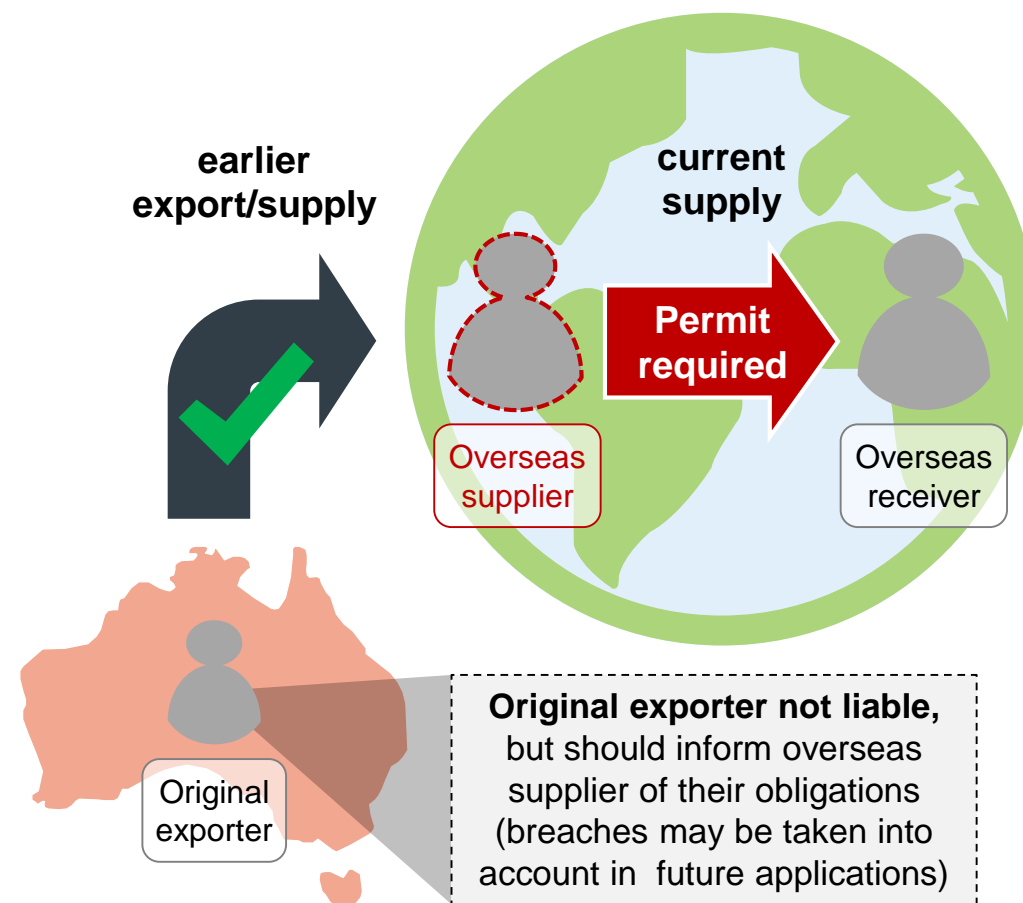 earlier
export/supply
current
supply
Permit
required
Overseas
supplier
Overseas
receiver
Original
exporter
Original exporter not liable,
but should inform overseas
supplier of their obligations
(breaches may be taken into
account in  future applications)